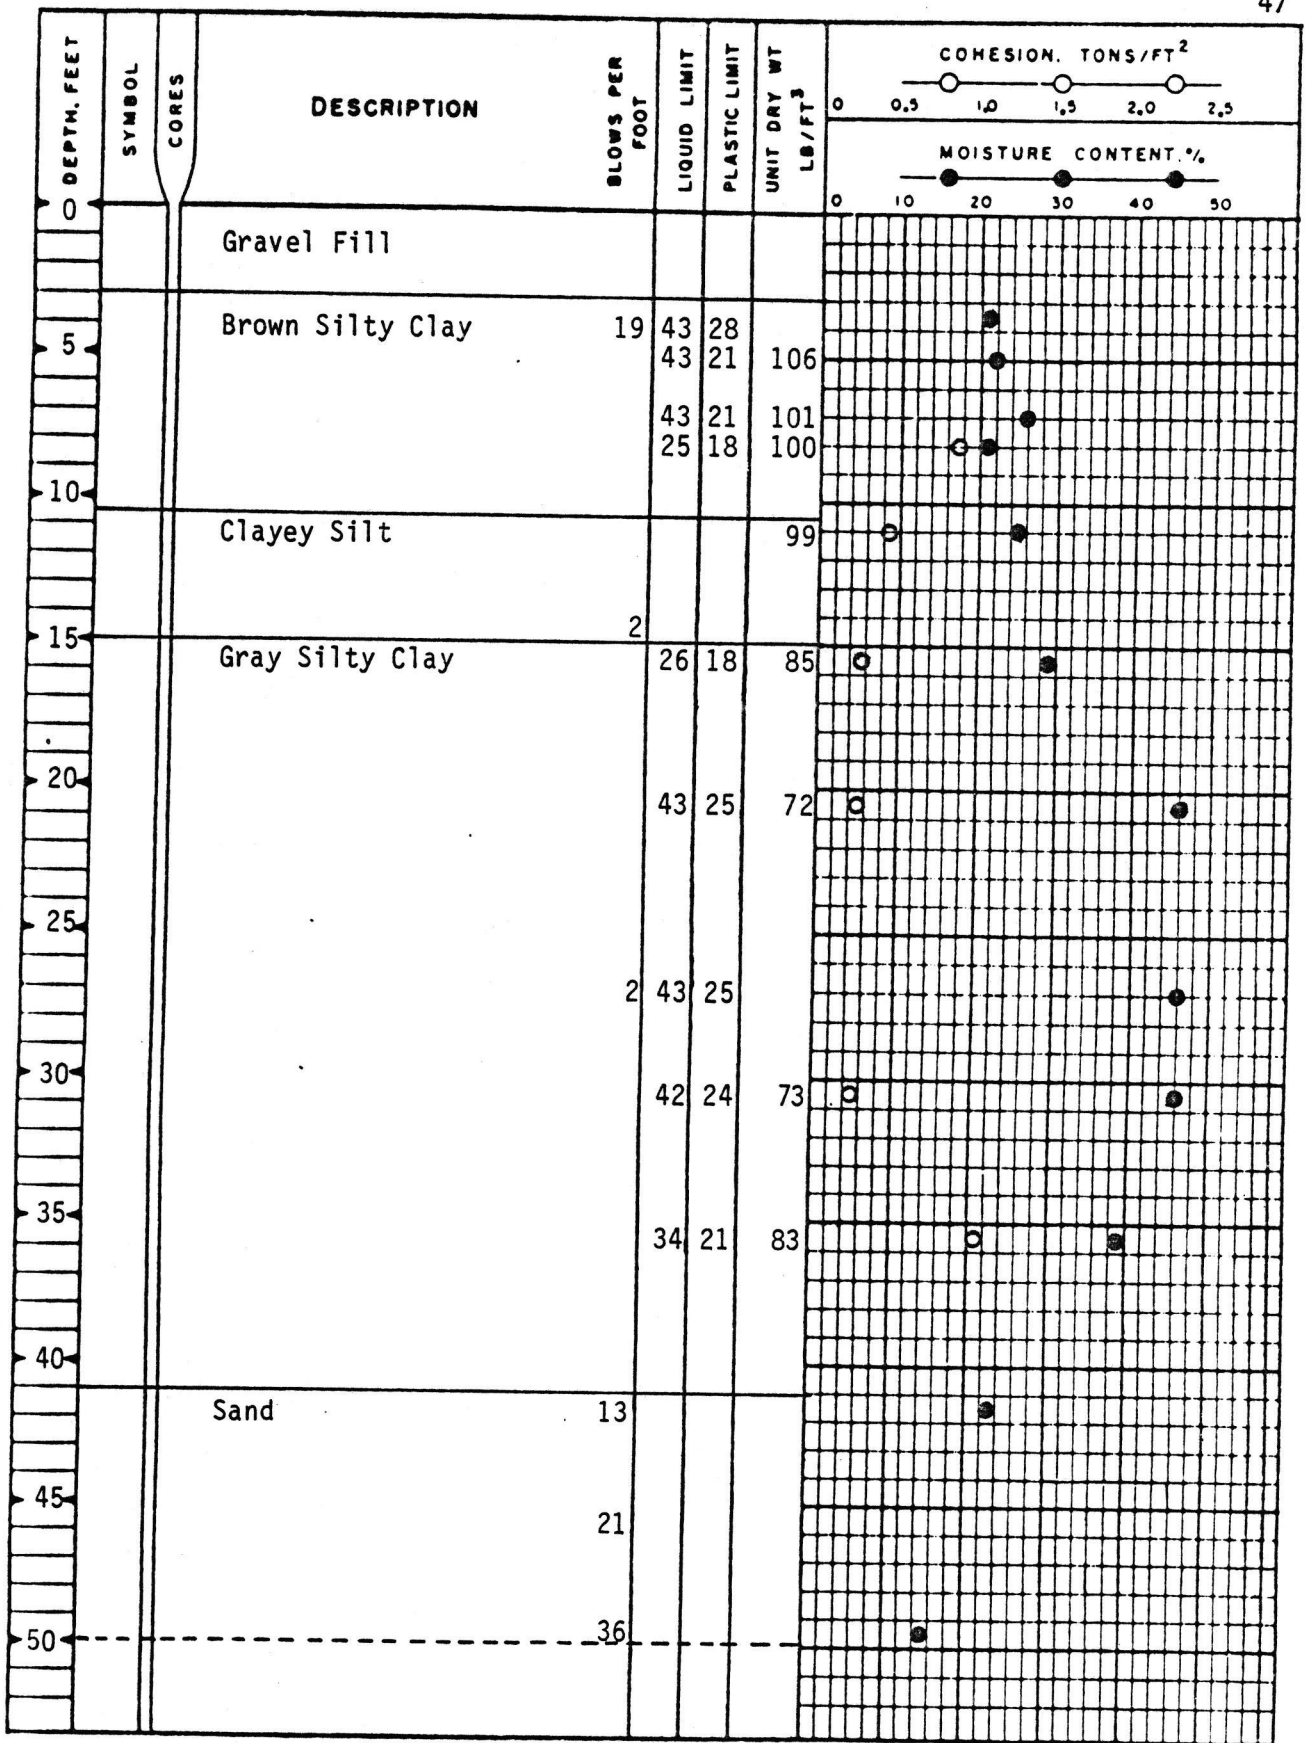 47
DEPTH, FEET
SYMBOL
CORES
DESCRIPTION
BLOWS PER FOOT
LIQUID LIMIT
PLASTIC LIMIT
UNIT DRY WT LB/FT3
COHESION, TONS/FT2
0 0.5 1.0 1.5 2.0 2.5
MOISTURE CONTENT, %
0 10 20 30 40 50
0
Gravel Fill
Brown Silty Clay 19 43 28
5
43 21 106
43 21 101
25 18 100
10
Clayey Silt 99
2
15
Gray Silty Clay 26 18 85
20
43 25 72
25
2 43 25
30
42 24 73
35
34 21 83
40
Sand 13
45
21
36
50